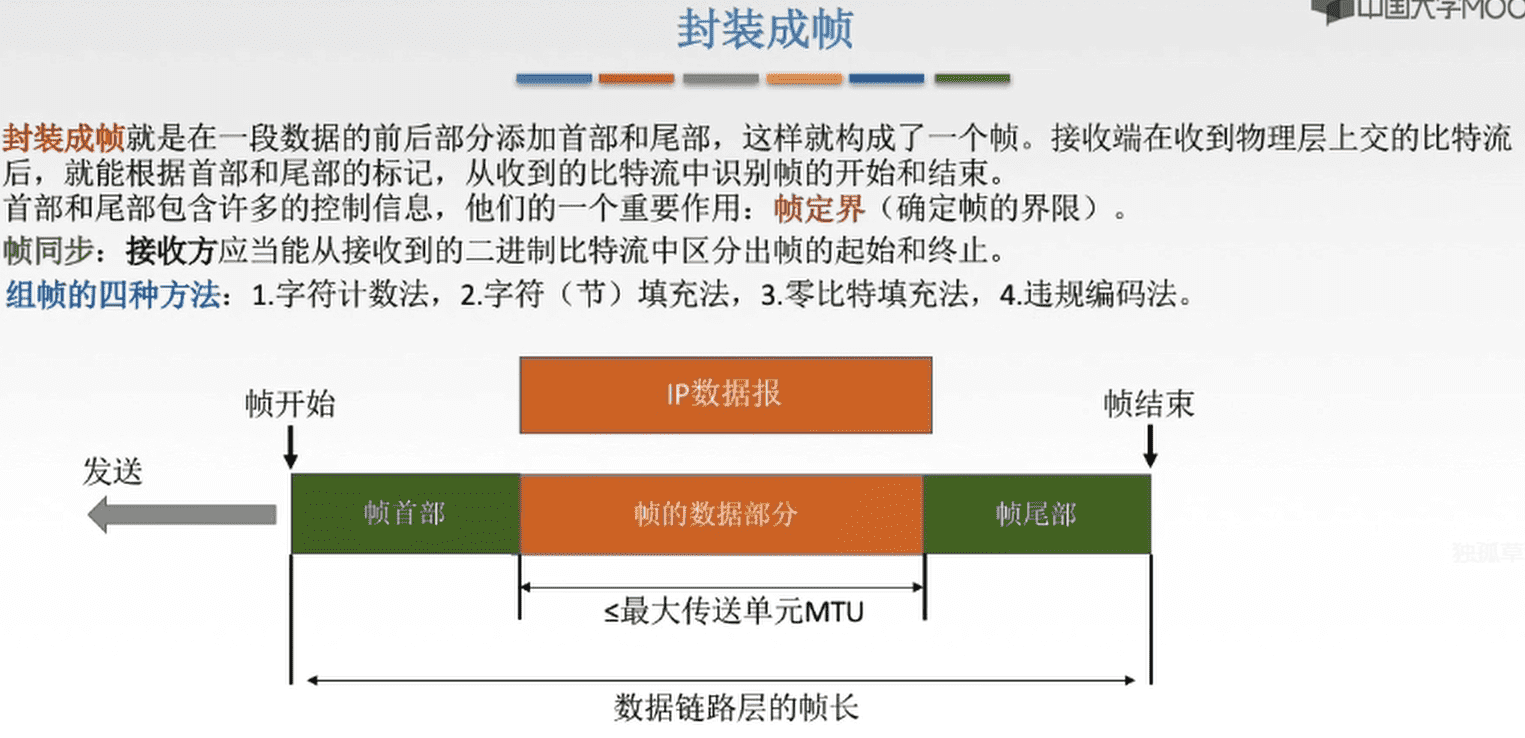 中国大学MOO
封装成帧
封装成帧就是在一段数据的前后部分添加首部和尾部，这样就构成了一个帧。接收端在收到物理层上交的比特流
后，就能根据首部和尾部的标记，从收到的比特流中识别帧的开始和结束。
首部和尾部包含许多的控制信息，他们的一个重要作用：帧定界（确定帧的界限）。
帧同步：接收方应当能从接收到的二进制比特流中区分出帧的起始和终止。
组帧的四种方法：1.字符计数法，2.字符（节）填充法，3.零比特填充法，4.违规编码法。
IP数据报
帧开始
帧结束
发送
帧首部
帧的数据部分
帧尾部
独孤草
≤最大传送单元MTU
数据链路层的帧长